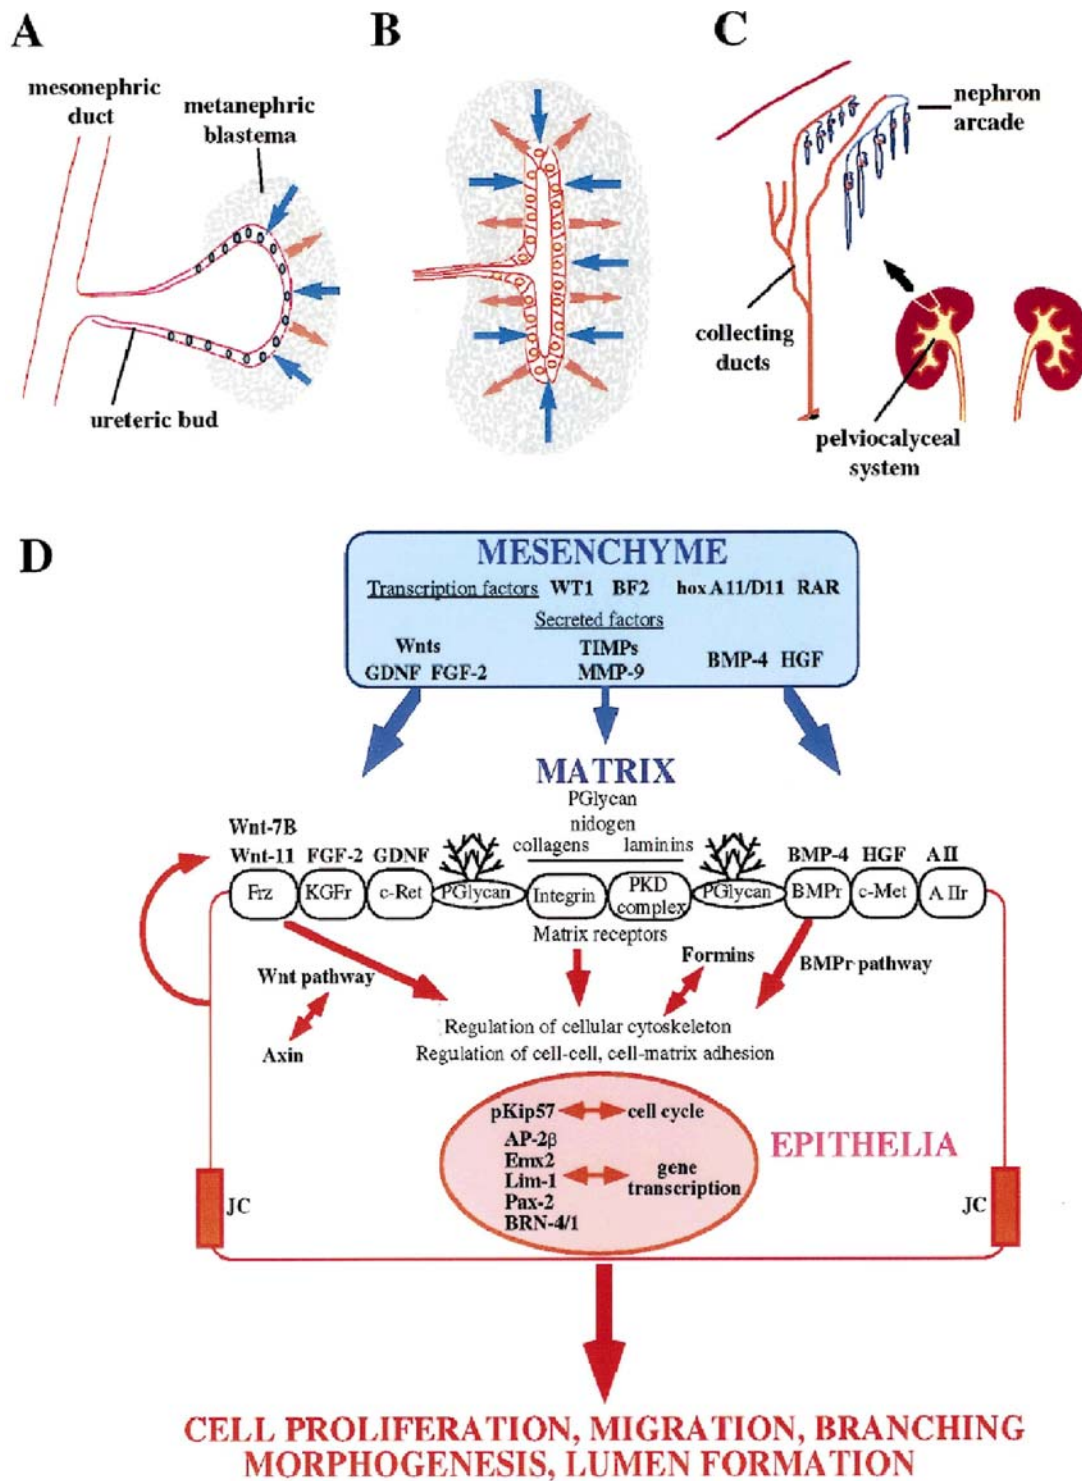 A
B
C
mesonephric
duct
metanephric
blastema
ureteric bud
nephron
arcade
collecting
ducts
pelviocalyceal
system
D
MESENCHYME
Transcription factors WT1 BF2 hox A11/D11 RAR
Secreted factors
Wnts
GDNF FGF-2
TIMPs
MMP-9
BMP-4 HGF
MATRIX
PGlycan
nidogen
collagens laminins
Wnt-7B
Wnt-11 FGF-2 GDNF
BMP-4 HGF AII
Frz KGFr c-Ret PGlycan Integrin PKD complex PGlycan BMPr c-Met AIIr
Matrix receptors
Wnt pathway
Axin
Formins
BMPr pathway
Regulation of cellular cytoskeleton
Regulation of cell-cell, cell-matrix adhesion
pKip57 cell cycle
AP-2β
Emx2
Lim-1
Pax-2
BRN-4/1
gene
transcription
EPITHELIA
JC
JC
CELL PROLIFERATION, MIGRATION, BRANCHING
MORPHOGENESIS, LUMEN FORMATION